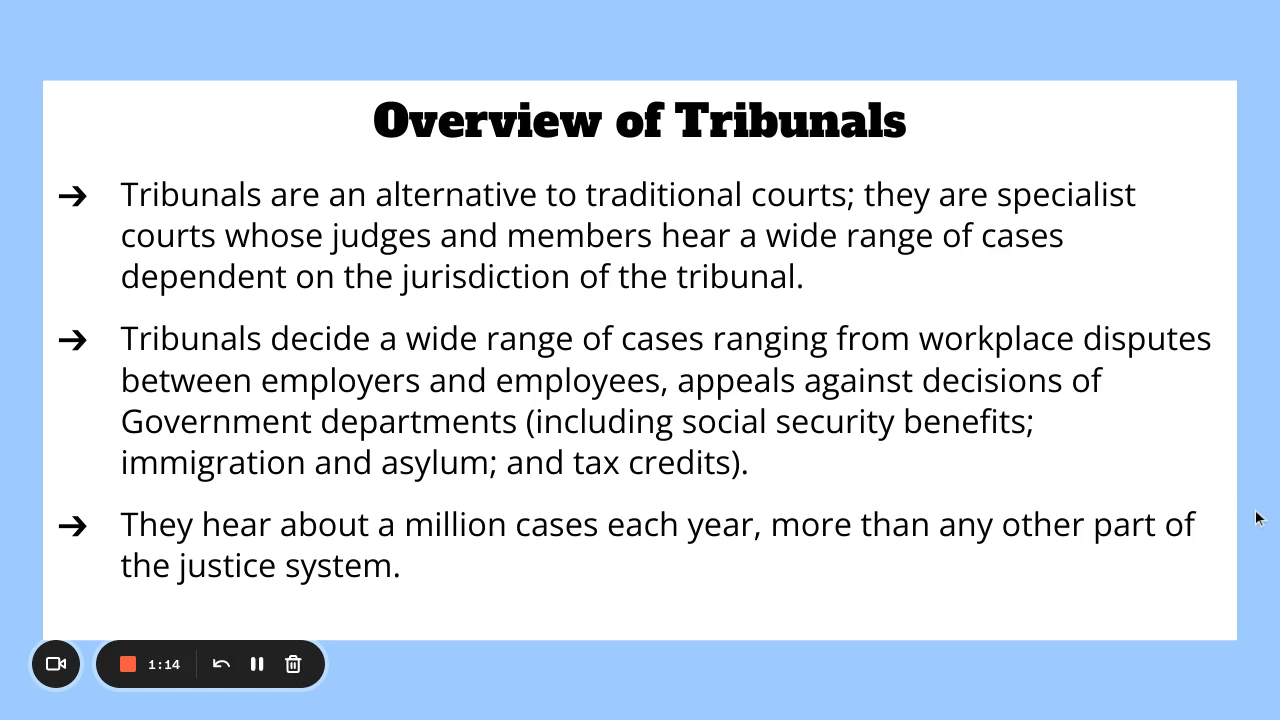 Overview of Tribunals
➔ Tribunals are an alternative to traditional courts; they are specialist
courts whose judges and members hear a wide range of cases
dependent on the jurisdiction of the tribunal.
➔ Tribunals decide a wide range of cases ranging from workplace disputes
between employers and employees, appeals against decisions of
Government departments (including social security benefits;
immigration and asylum; and tax credits).
➔ They hear about a million cases each year, more than any other part of
the justice system.
1:14